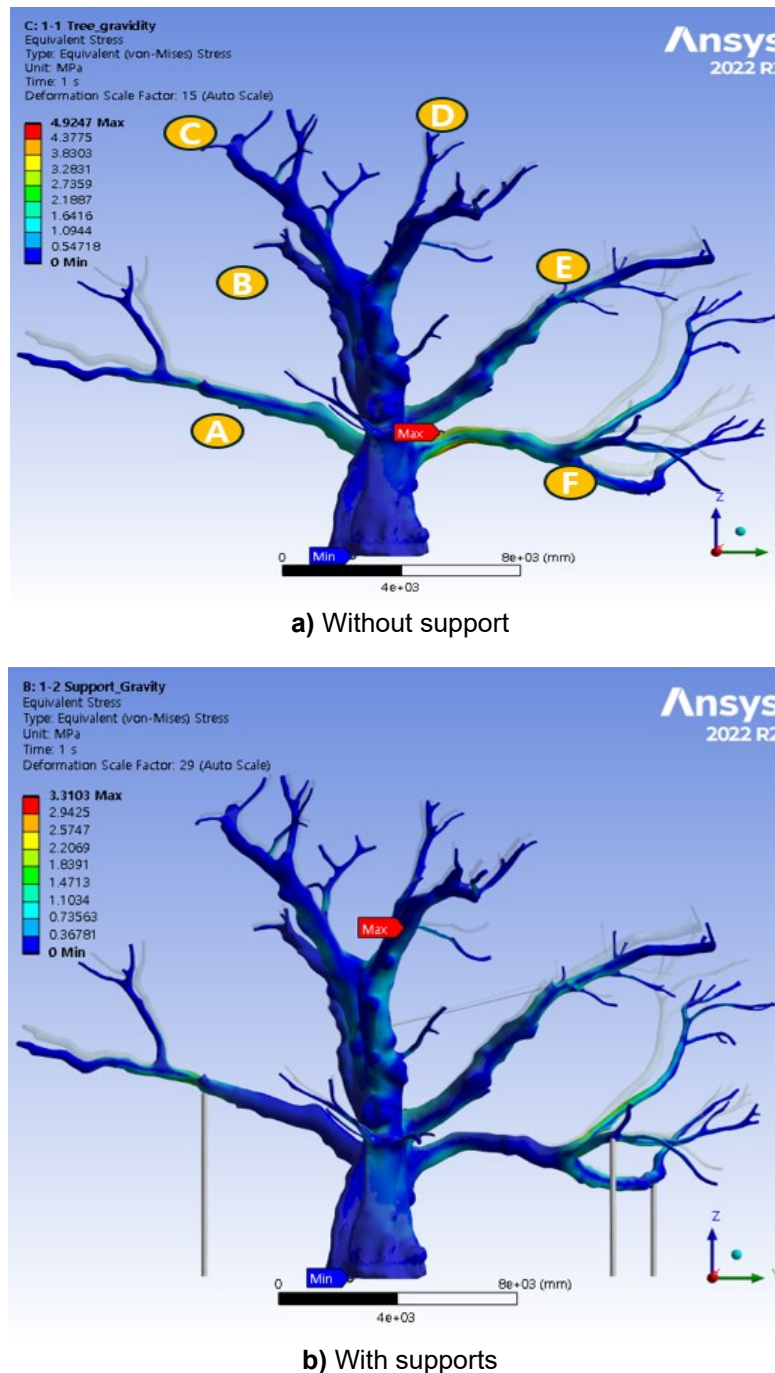 C: 1-1 Tree_gravidity
Equivalent Stress
Type: Equivalent (von-Mises) Stress
Unit: MPa
Time: 1 s
Deformation Scale Factor: 15 (Auto Scale)
Ansys
2022 R
4.9247 Max
4.3775
3.8303
3.2831
2.7359
2.1887
1.6416
1.0944
0.54718
0 Min
C
D
B
E
A
Max
F
Min
Z
0
8e+03 (mm)
4e+03
a) Without support
B: 1-2 Support_Gravity
Equivalent Stress
Type: Equivalent (von-Mises) Stress
Unit: MPa
Time: 1 s
Deformation Scale Factor: 29 (Auto Scale)
Ansys
2022 R2
3.3103 Max
2.9425
2.5747
2.2069
1.8391
1.4713
1.1034
0.73563
0.36781
0 Min
Max
Z
Min
0
8e+03 (mm)
4e+03
b) With supports